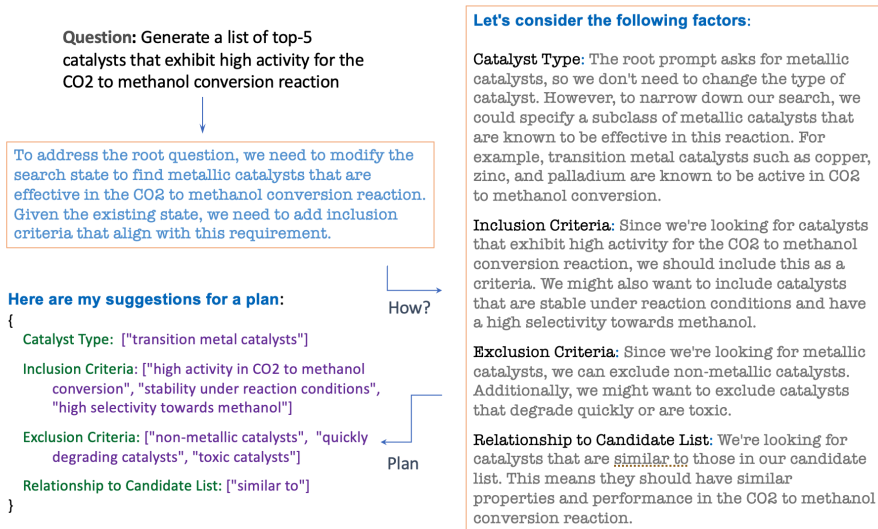 Question: Generate a list of top-5
catalysts that exhibit high activity for the
CO2 to methanol conversion reaction
To address the root question, we need to modify the
search state to find metallic catalysts that are
effective in the CO2 to methanol conversion reaction.
Given the existing state, we need to add inclusion
criteria that align with this requirement.
How?
Let's consider the following factors:
Catalyst Type: The root prompt asks for metallic
catalysts, so we don't need to change the type of
catalyst. However, to narrow down our search, we
could specify a subclass of metallic catalysts that
are known to be effective in this reaction. For
example, transition metal catalysts such as copper,
zinc, and palladium are known to be active in CO2
to methanol conversion.
Inclusion Criteria: Since we're looking for catalysts
that exhibit high activity for the CO2 to methanol
conversion reaction, we should include this as a
criteria. We might also want to include catalysts
that are stable under reaction conditions and have
a high selectivity towards methanol.
Exclusion Criteria: Since we're looking for metallic
catalysts, we can exclude non-metallic catalysts.
Additionally, we might want to exclude catalysts
that degrade quickly or are toxic.
Relationship to Candidate List: We're looking for
catalysts that are similar to those in our candidate
list. This means they should have similar
properties and performance in the CO2 to methanol
conversion reaction.
Plan
Here are my suggestions for a plan:
{
Catalyst Type: ["transition metal catalysts"]
Inclusion Criteria: ["high activity in CO2 to methanol
conversion", "stability under reaction conditions",
"high selectivity towards methanol"]
Exclusion Criteria: ["non-metallic catalysts", "quickly
degrading catalysts", "toxic catalysts"]
Relationship to Candidate List: ["similar to"]
}